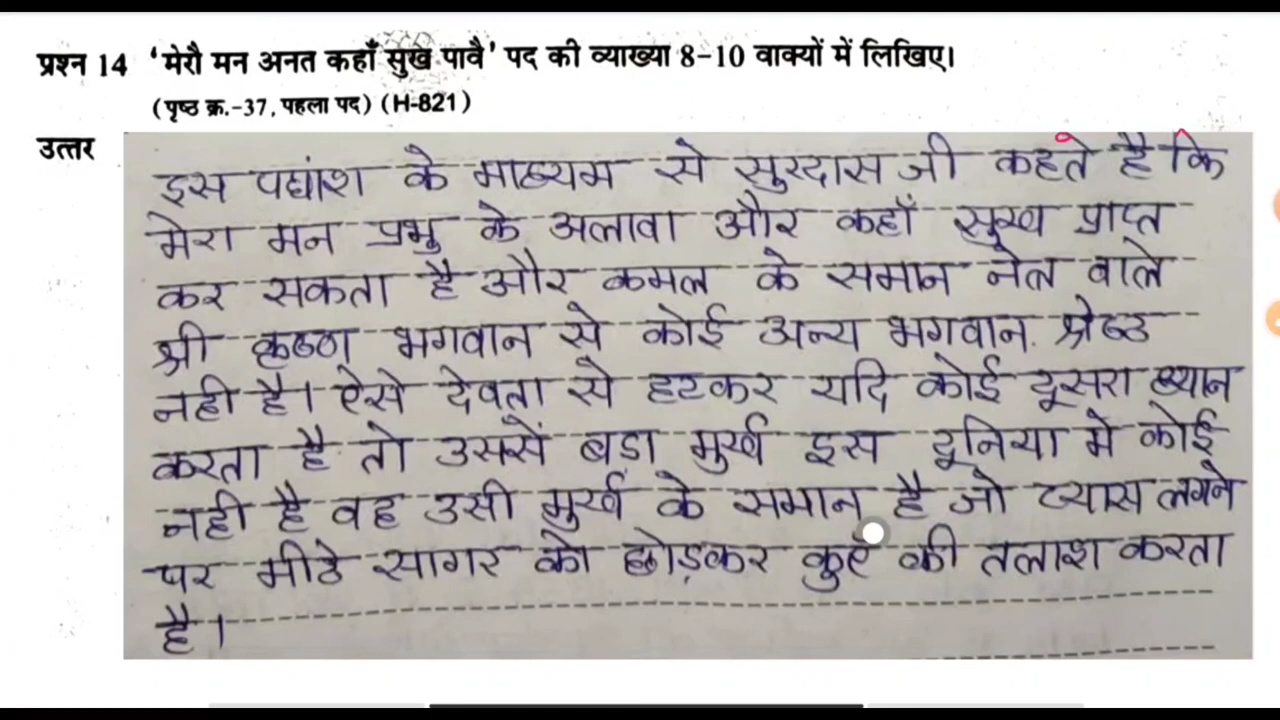 प्रश्न 14 'मेरौ मन अनत कहाँ सुख पावै' पद की व्याख्या 8-10 वाक्यों में लिखिए।
(पृष्ठ क्र.-37, पहला पद) (H-821)
उत्तर
इस पद्यांश के माध्यम से सुरदास जी कहते है कि
मेरा मन प्रभु के अलावा और कहाँ सुख प्राप्त
कर सकता है और कमल के समान नेत्र वाले
श्री कृष्ण भगवान से कोई अन्य भगवान श्रेष्ठ
नही है। ऐसे देवता से हटकर यदि कोई दूसरा ध्यान
करता है तो उससें बड़ा मुर्ख इस दूनिया मे कोई
नही है वह उसी मुर्ख के समान है जो प्यास लगने
पर मीठे सागर को छोड़कर कुएँ की तलाश करता
है।